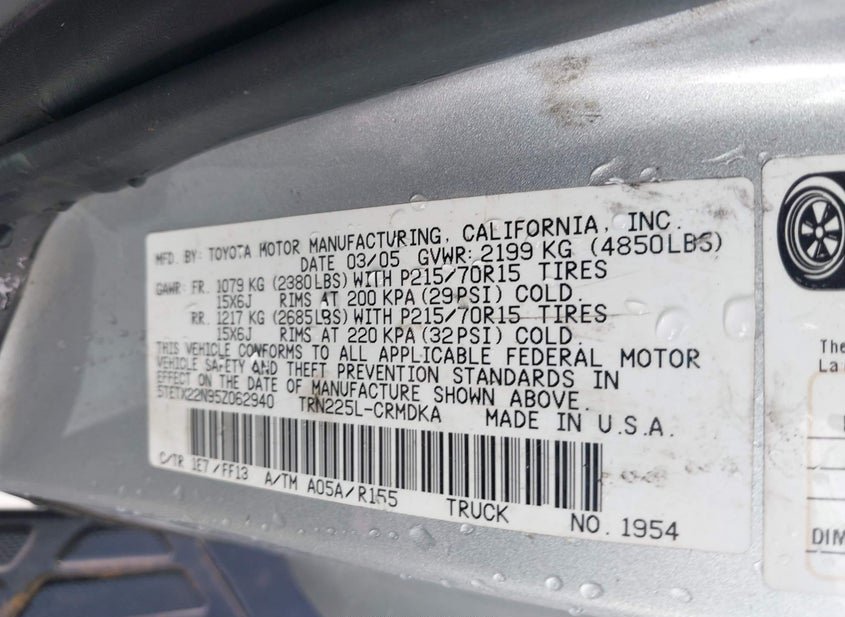 MFD. BY: TOYOTA MOTOR MANUFACTURING, CALIFORNIA, INC.
DATE 03/05 GVWR: 2199 KG (4850LBS)
GAWR: FR. 1079 KG (2380LBS) WITH P215/70R15 TIRES
15X6J RIMS AT 200 KPA (29PSI) COLD.
RR. 1217 KG (2685LBS) WITH P215/70R15 TIRES
15X6J RIMS AT 220 KPA (32PSI) COLD.
THIS VEHICLE CONFORMS TO ALL APPLICABLE FEDERAL MOTOR
VEHICLE SAFETY AND THEFT PREVENTION STANDARDS IN
EFFECT ON THE DATE OF MANUFACTURE SHOWN ABOVE.
5TETX22N95Z062940 TRN225L-CRMDKA MADE IN U.S.A.
C/TR 1E7/FF13 A/TM A05A/R155 TRUCK NO. 1954
The
La
DIM